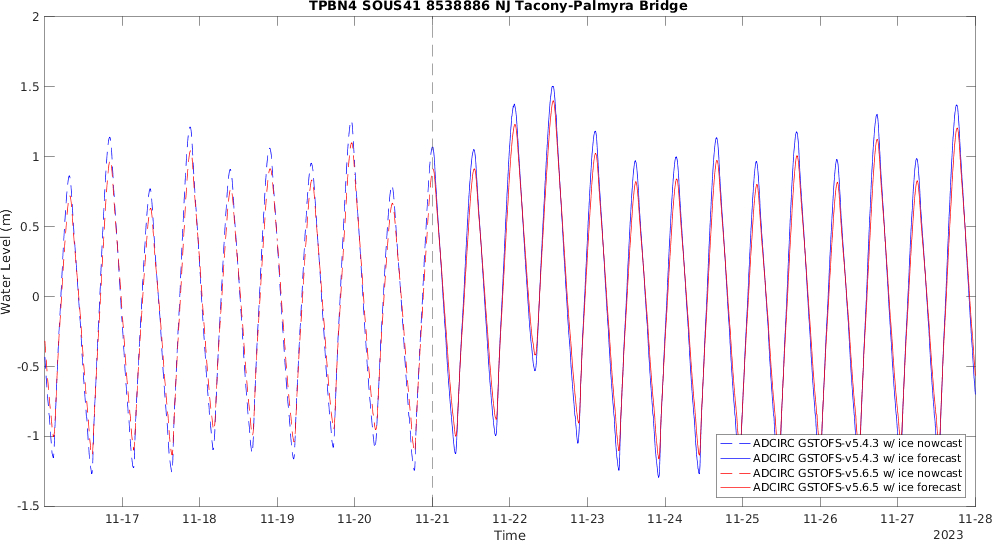 TPBN4 SOUS41 8538886 NJ Tacony-Palmyra Bridge
2
1.5
1
0.5
0
-0.5
-1
-1.5
Water Level (m)
ADCIRC GSTOFS-v5.4.3 w/ ice nowcast
ADCIRC GSTOFS-v5.4.3 w/ ice forecast
ADCIRC GSTOFS-v5.6.5 w/ ice nowcast
ADCIRC GSTOFS-v5.6.5 w/ ice forecast
11-17 11-18 11-19 11-20 11-21 11-22 11-23 11-24 11-25 11-26 11-27 11-28
Time
2023